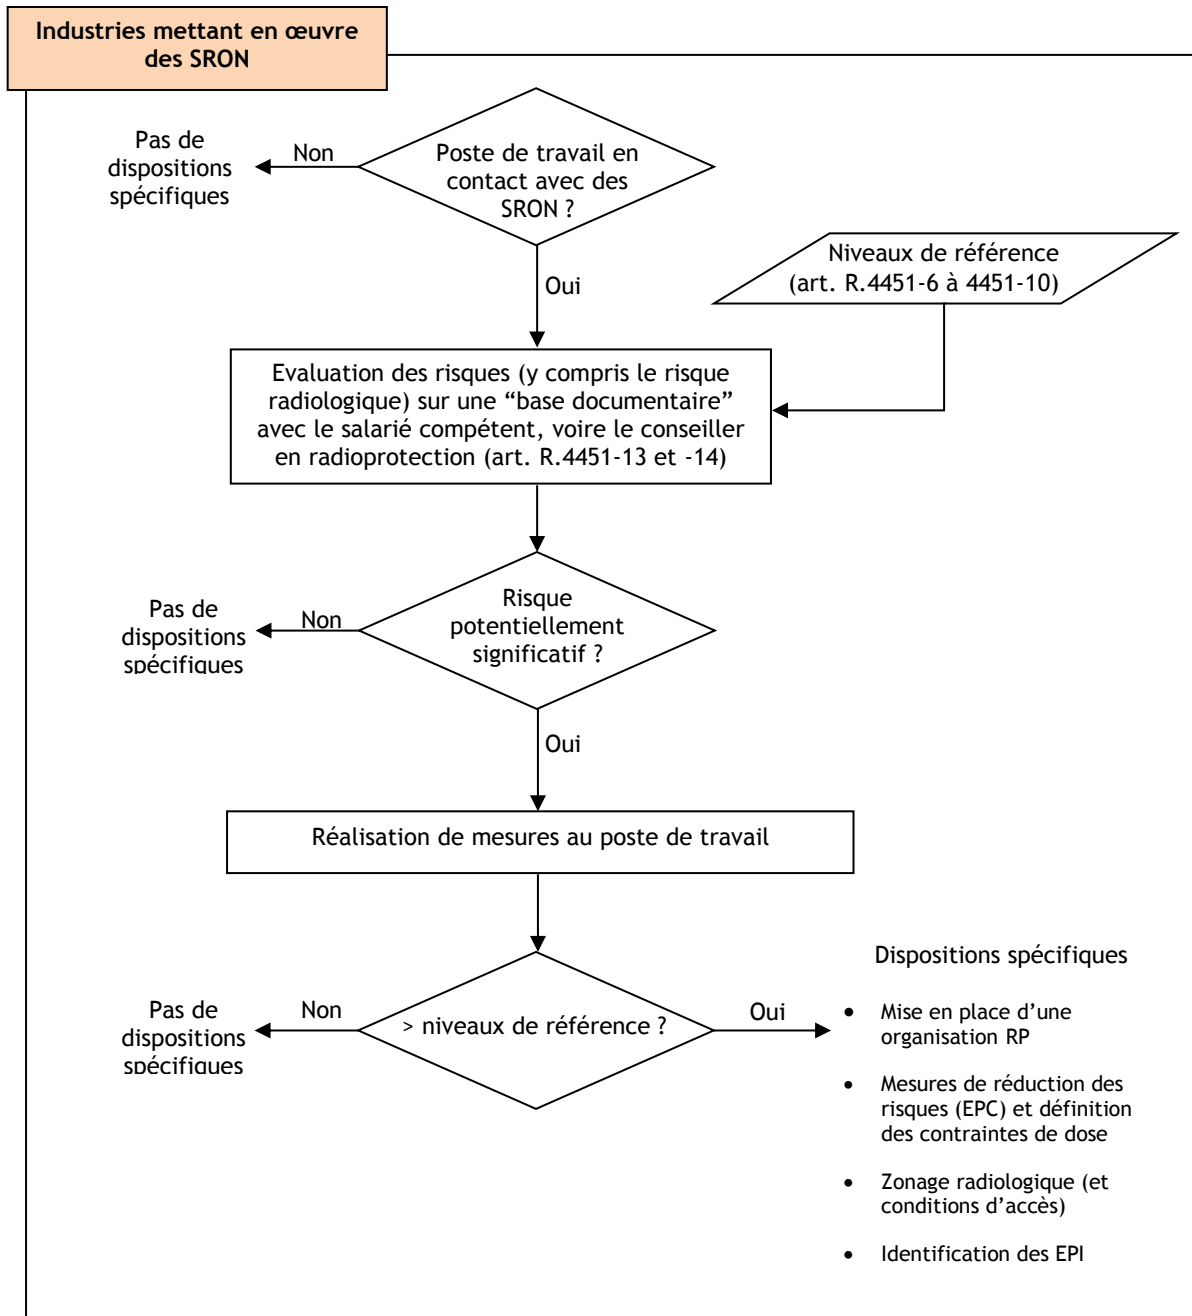 Industries mettant en œuvre
des SRON
Pas de
dispositions
spécifiques
Non
Poste de travail en
contact avec des
SRON ?
Oui
Niveaux de référence
(art. R.4451-6 à 4451-10)
Evaluation des risques (y compris le risque
radiologique) sur une “base documentaire”
avec le salarié compétent, voire le conseiller
en radioprotection (art. R.4451-13 et -14)
Pas de
dispositions
spécifiques
Non
Risque
potentiellement
significatif ?
Oui
Réalisation de mesures au poste de travail
Pas de
dispositions
spécifiques
Non
> niveaux de référence ?
Oui
Dispositions spécifiques
• Mise en place d’une
organisation RP
• Mesures de réduction des
risques (EPC) et définition
des contraintes de dose
• Zonage radiologique (et
conditions d’accès)
• Identification des EPI